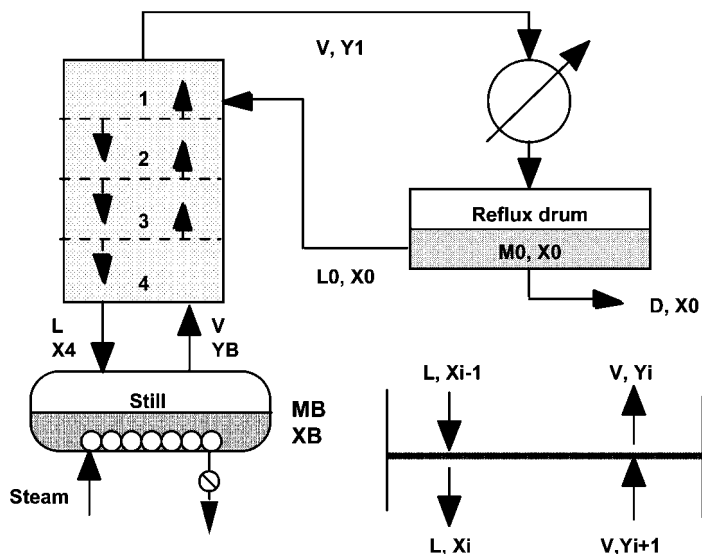 V, Y1
1
2
3
4
Reflux drum
M0, X0
L0, X0
D, X0
L
X4
V
YB
Still
MB
XB
Steam
L, Xi-1
V, Yi
L, Xi
V,Yi+1